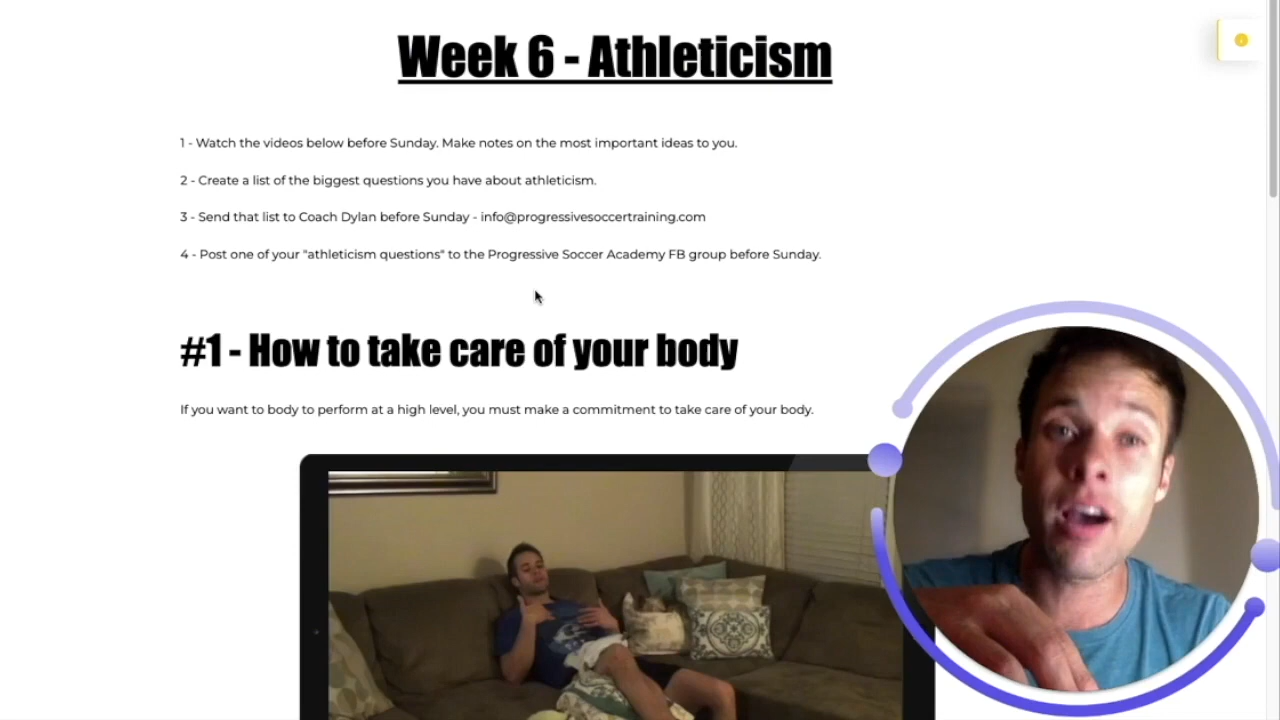 Week 6 - Athleticism
1 - Watch the videos below before Sunday. Make notes on the most important ideas to you.
2 - Create a list of the biggest questions you have about athleticism.
3 - Send that list to Coach Dylan before Sunday - info@progressivesoccertraining.com
4 - Post one of your "athleticism questions" to the Progressive Soccer Academy FB group before Sunday.
#1 - How to take care of your body
If you want to body to perform at a high level, you must make a commitment to take care of your body.